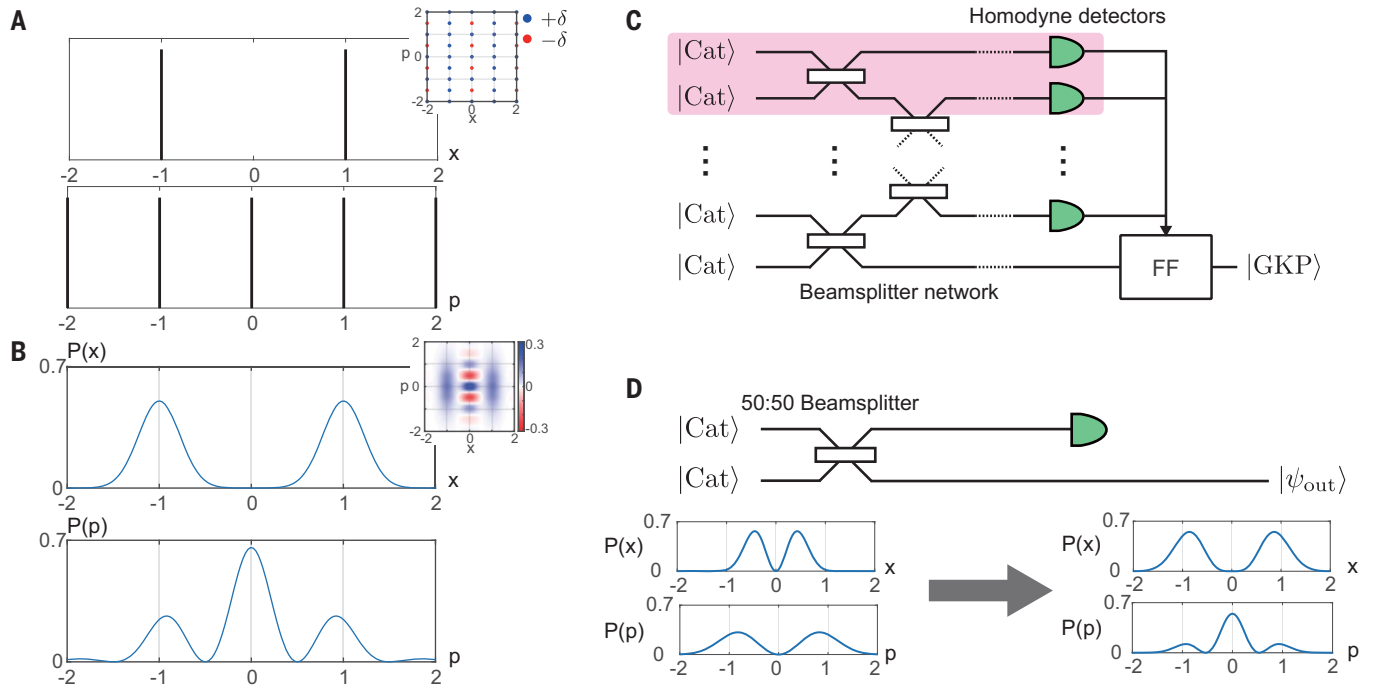 A
2
p 0
-2
-2 0 2
x
+δ
−δ
-2 -1 0 1 2 x
-2 -1 0 1 2 p
B
P(x)
0.7
0
-2 -1 0 1 2 x
2
p 0
-2
-2 0 2
x
0.3
0
-0.3
P(p)
0.7
0
-2 -1 0 1 2 p
C
Homodyne detectors
|Cat⟩
|Cat⟩
|Cat⟩
|Cat⟩
FF
|GKP⟩
Beamsplitter network
D
50:50 Beamsplitter
|Cat⟩
|Cat⟩
|ψout⟩
0.7
P(x)
0
-2 -1 0 1 2 x
0.7
P(p)
0
-2 -1 0 1 2 p
0.7
P(x)
0
-2 -1 0 1 2 x
0.7
P(p)
0
-2 -1 0 1 2 p